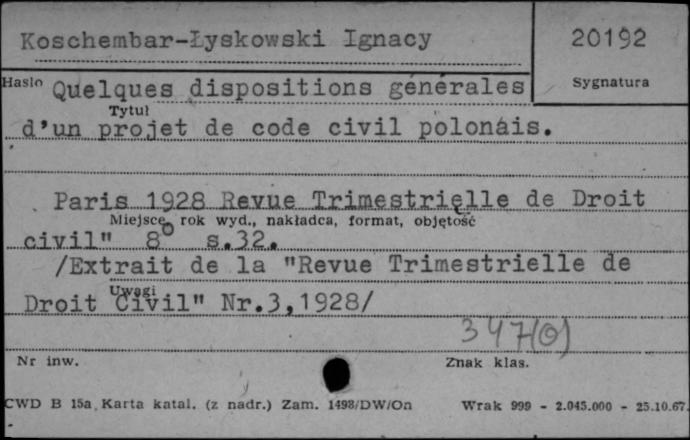 Koschembar-Łyskowski Ignacy
20192
Hasło
Sygnatura
Quelques dispositions générales
Tytuł
d'un projet de code civil polonais.
Paris 1928 Revue Trimestrielle de Droit
Miejsce, rok wyd., nakładca, format, objętość
civil" 8° s.32.
/Extrait de la "Revue Trimestrielle de
Uwagi
Droit Civil" Nr.3,1928/
347(0)
Nr inw.
Znak klas.
CWD B 15a Karta katal. (z nadr.) Zam. 1498/DW/On
Wrak 999 - 2.045.000 - 25.10.67.